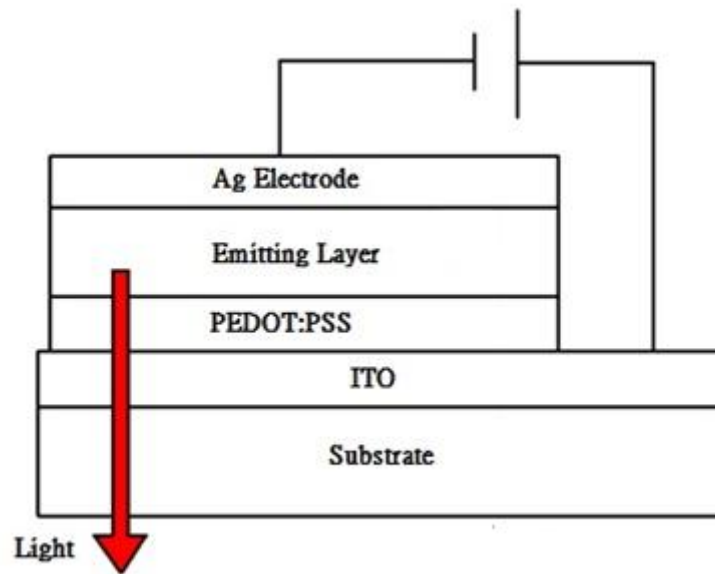 Ag Electrode
Emitting Layer
PEDOT:PSS
ITO
Substrate
Light